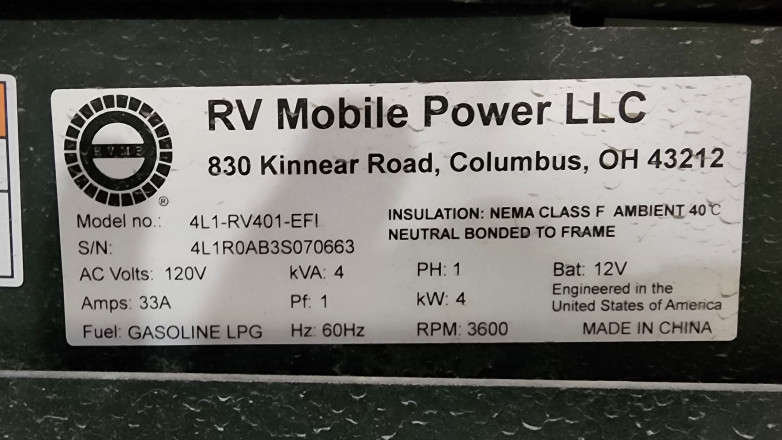 RV Mobile Power LLC
830 Kinnear Road, Columbus, OH 43212
®
Model no.: 4L1-RV401-EFI
S/N: 4L1R0AB3S070663
INSULATION: NEMA CLASS F AMBIENT 40℃
NEUTRAL BONDED TO FRAME
AC Volts: 120V kVA: 4 PH: 1 Bat: 12V
Amps: 33A Pf: 1 kW: 4
Engineered in the
United States of America
Fuel: GASOLINE LPG Hz: 60Hz RPM: 3600 MADE IN CHINA